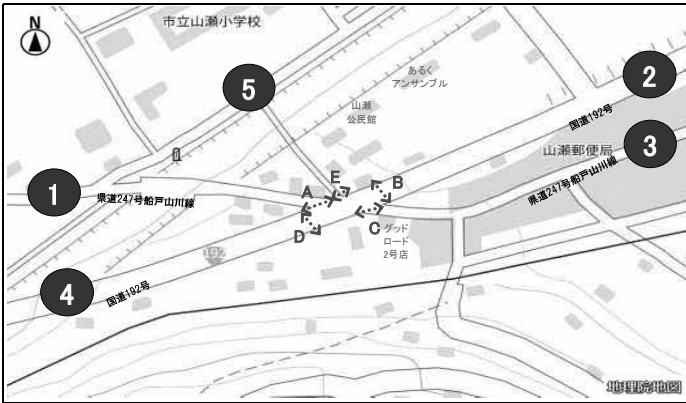 N
市立山瀬小学校
5
2
あるく
アンサンブル
山瀬
公民館
国道192号
山瀬郵便局
3
1
県道247号船戸山川線
県道247号船戸山川線
E
A
B
C
D
グッド
ロード
2号店
192
4
国道192号
地理院地図